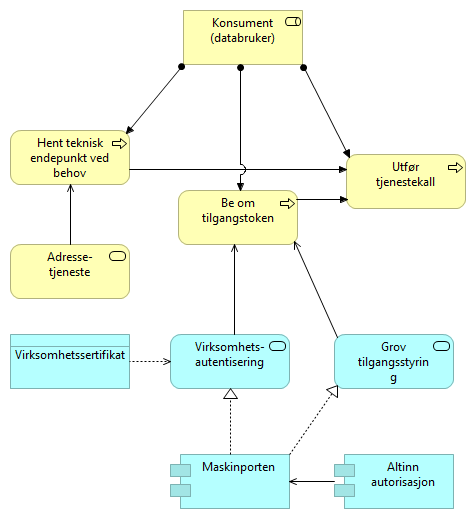 Konsument
(databruker)
Hent teknisk
endepunkt ved
behov
Utfør
tjenestekall
Be om
tilgangstoken
Adresse-
tjeneste
Virksomhetssertifikat
Virksomhets-
autentisering
Grov
tilgangsstyrin
g
Maskinporten
Altinn
autorisasjon